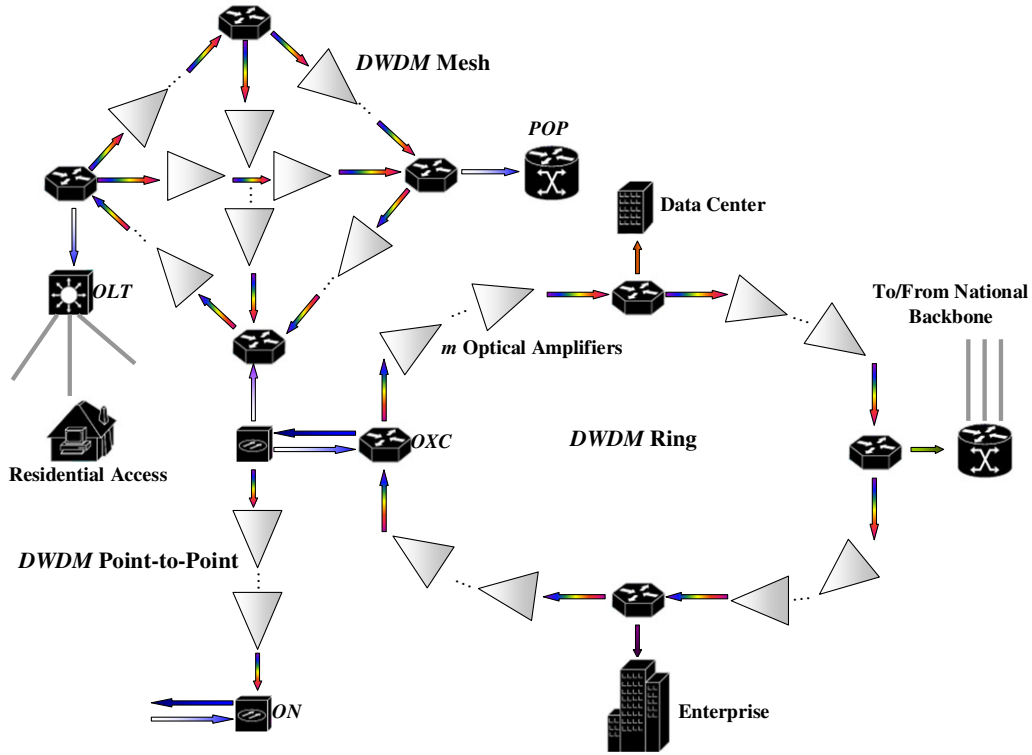 DWDM Mesh
POP
Data Center
OLT
To/From National
Backbone
m Optical Amplifiers
OXC
DWDM Ring
Residential Access
DWDM Point-to-Point
ON
Enterprise